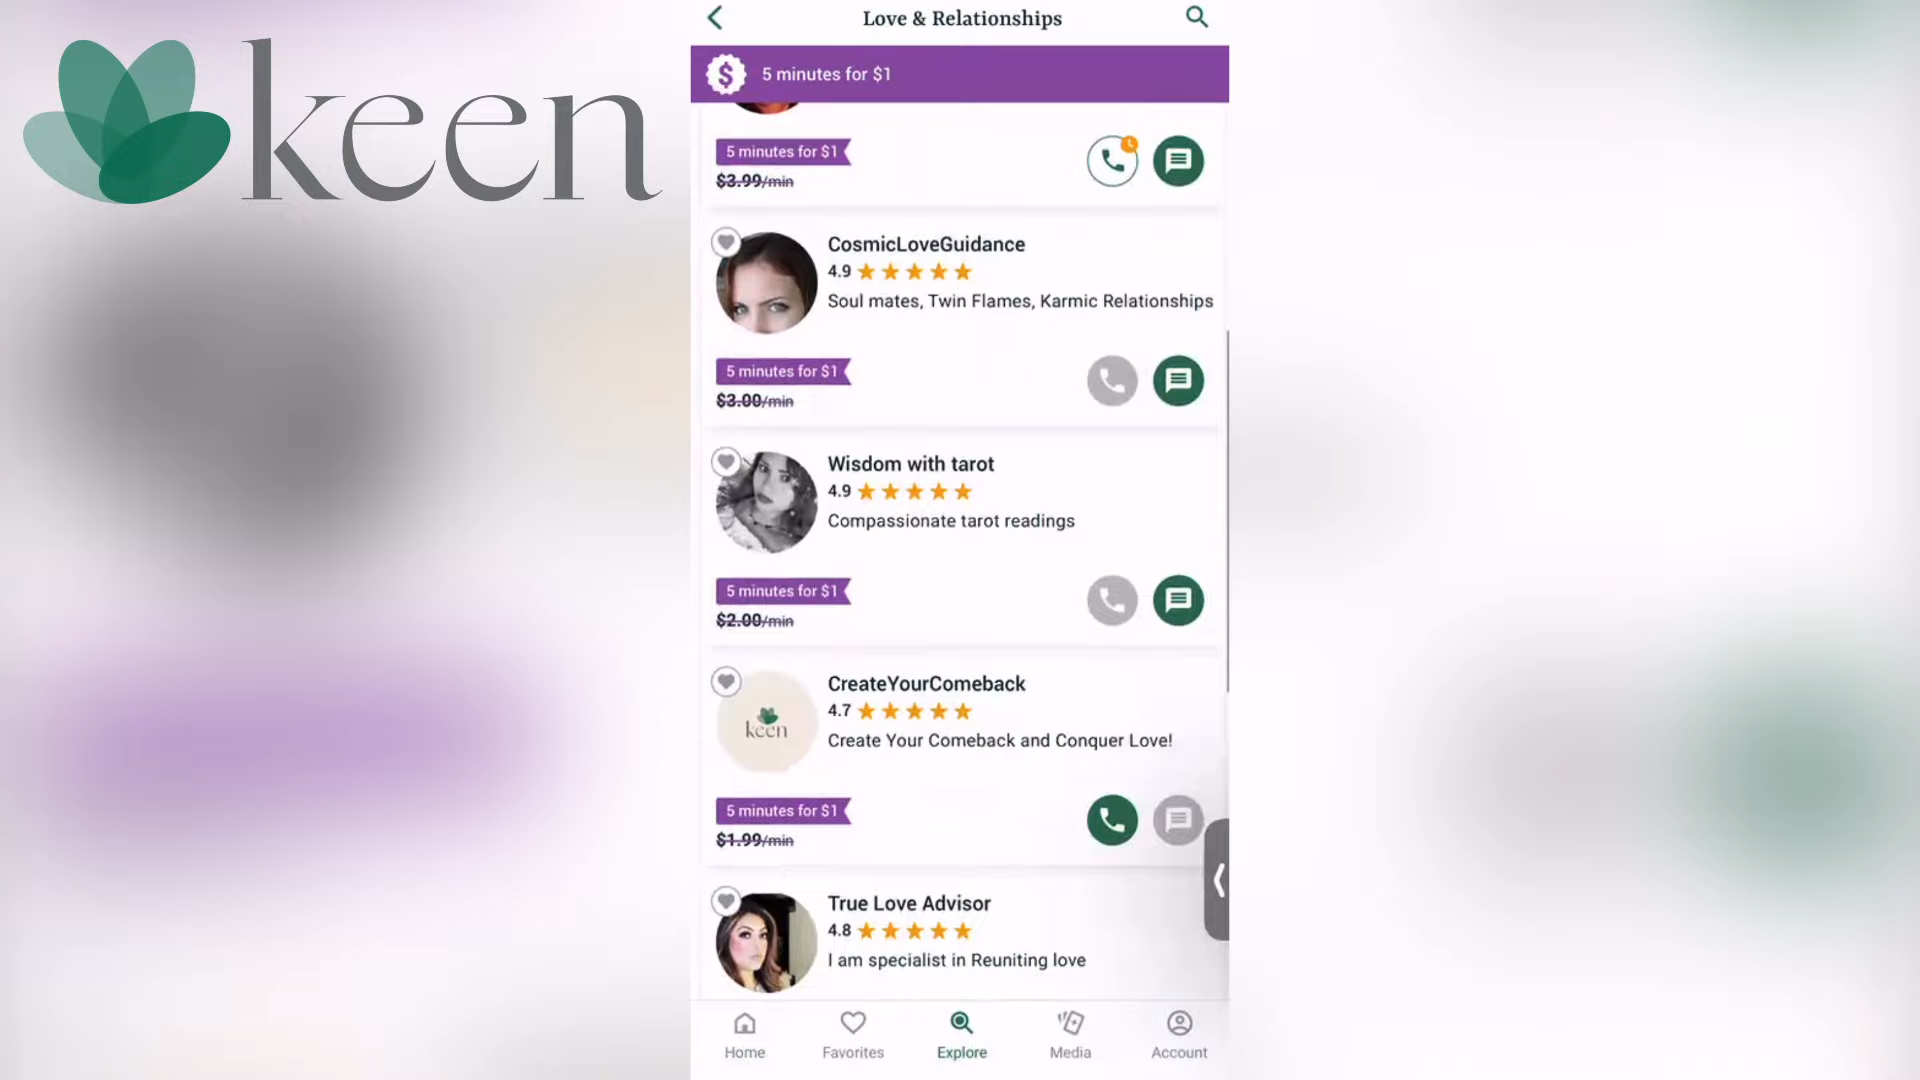 keen
Love & Relationships
$ 5 minutes for $1
5 minutes for $1
$3.99/min
CosmicLoveGuidance
4.9
Soul mates, Twin Flames, Karmic Relationships
5 minutes for $1
$3.00/min
Wisdom with tarot
4.9
Compassionate tarot readings
5 minutes for $1
$2.00/min
CreateYourComeback
4.7
keen
Create Your Comeback and Conquer Love!
5 minutes for $1
$1.99/min
True Love Advisor
4.8
I am specialist in Reuniting love
Home Favorites Explore Media Account